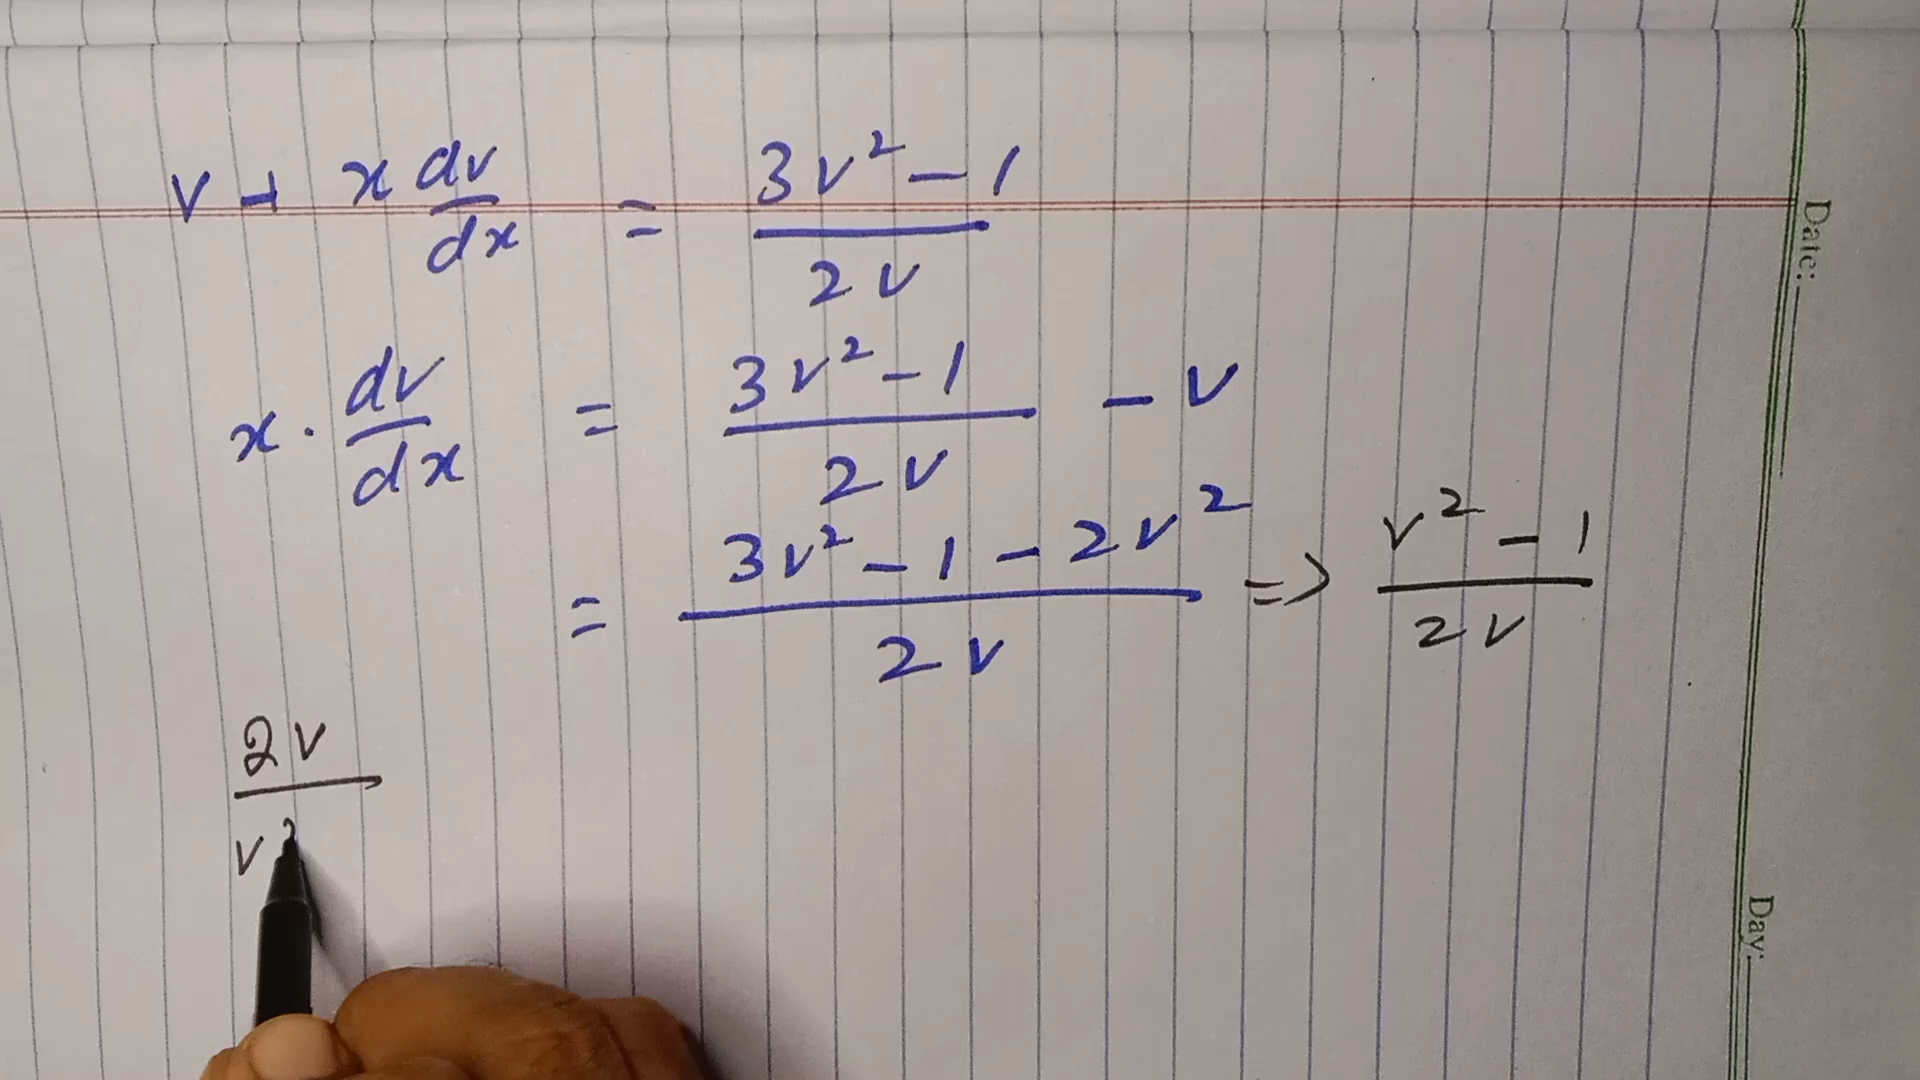 v + x dv/dx = 3v² - 1 / 2v
x · dv/dx = 3v² - 1 / 2v - v
= 3v² - 1 - 2v² / 2v => v² - 1 / 2v
2v / v²
Date:
Day: